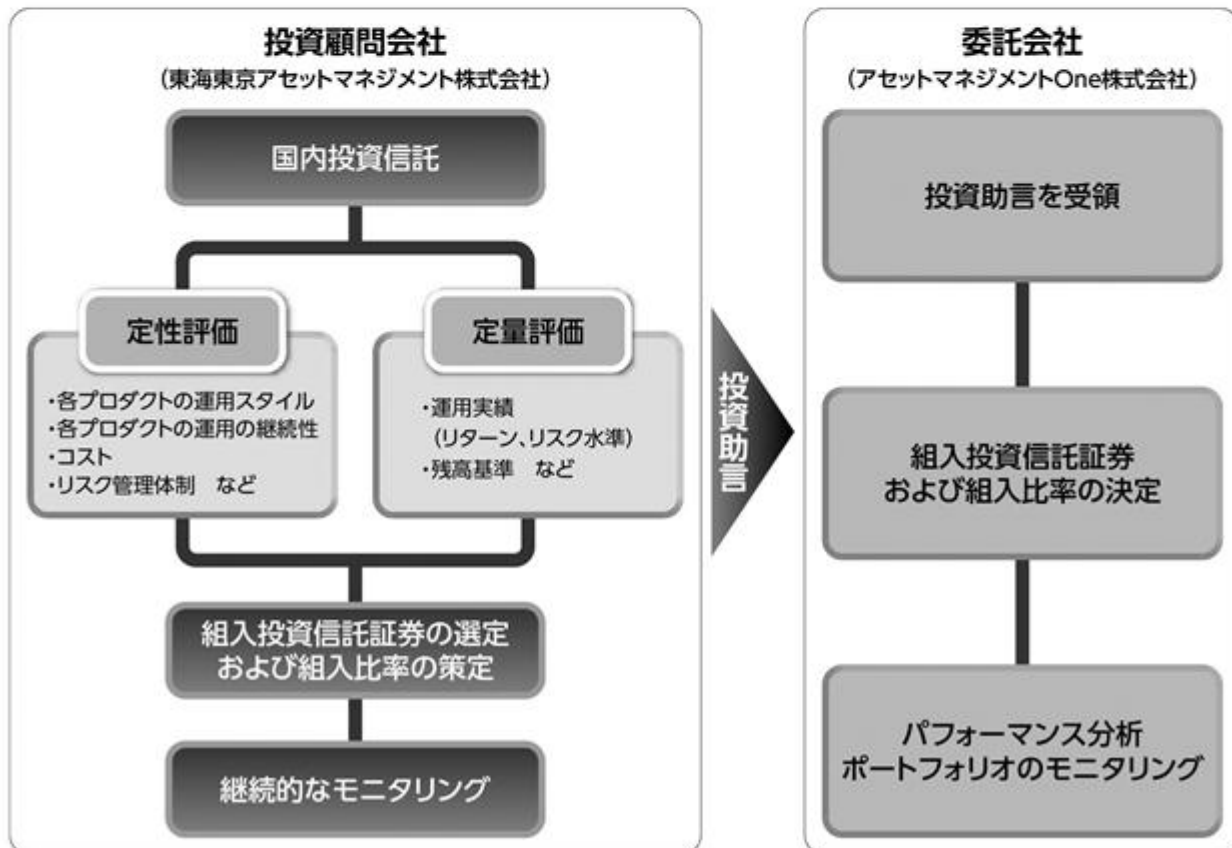 投資顧問会社
(東海東京アセットマネジメント株式会社)
国内投資信託
定性評価
・各プロダクトの運用スタイル
・各プロダクトの運用の継続性
・コスト
・リスク管理体制　など
定量評価
・運用実績
(リターン、リスク水準)
・残高基準　など
組入投資信託証券の選定
および組入比率の策定
継続的なモニタリング
投資助言
委託会社
(アセットマネジメントOne株式会社)
投資助言を受領
組入投資信託証券
および組入比率の決定
パフォーマンス分析
ポートフォリオのモニタリング